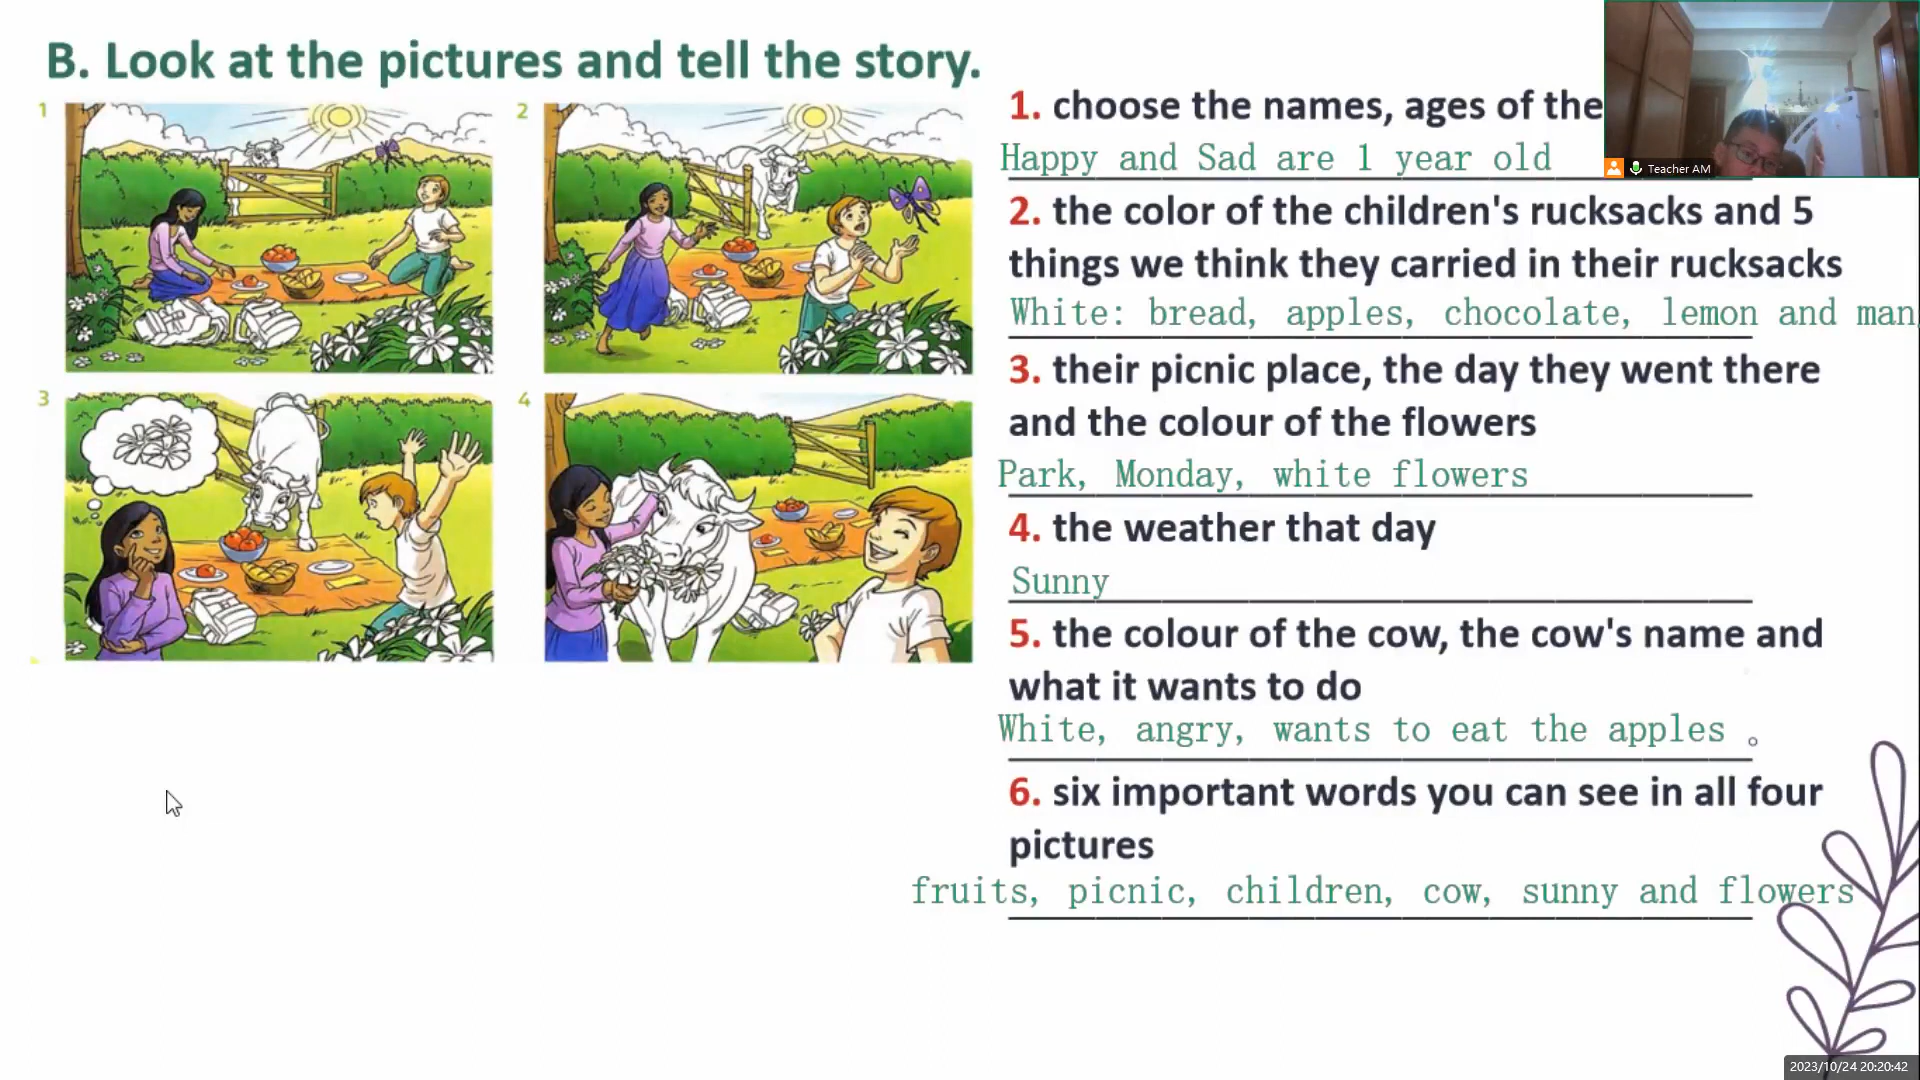 B. Look at the pictures and tell the story.
1
2
3
4
1. choose the names, ages of the
Happy and Sad are 1 year old
2. the color of the children's rucksacks and 5
things we think they carried in their rucksacks
White: bread, apples, chocolate, lemon and man
3. their picnic place, the day they went there
and the colour of the flowers
Park, Monday, white flowers
4. the weather that day
Sunny
5. the colour of the cow, the cow's name and
what it wants to do
White, angry, wants to eat the apples 。
6. six important words you can see in all four
pictures
fruits, picnic, children, cow, sunny and flowers
Teacher AM
2023/10/24 20:20:42